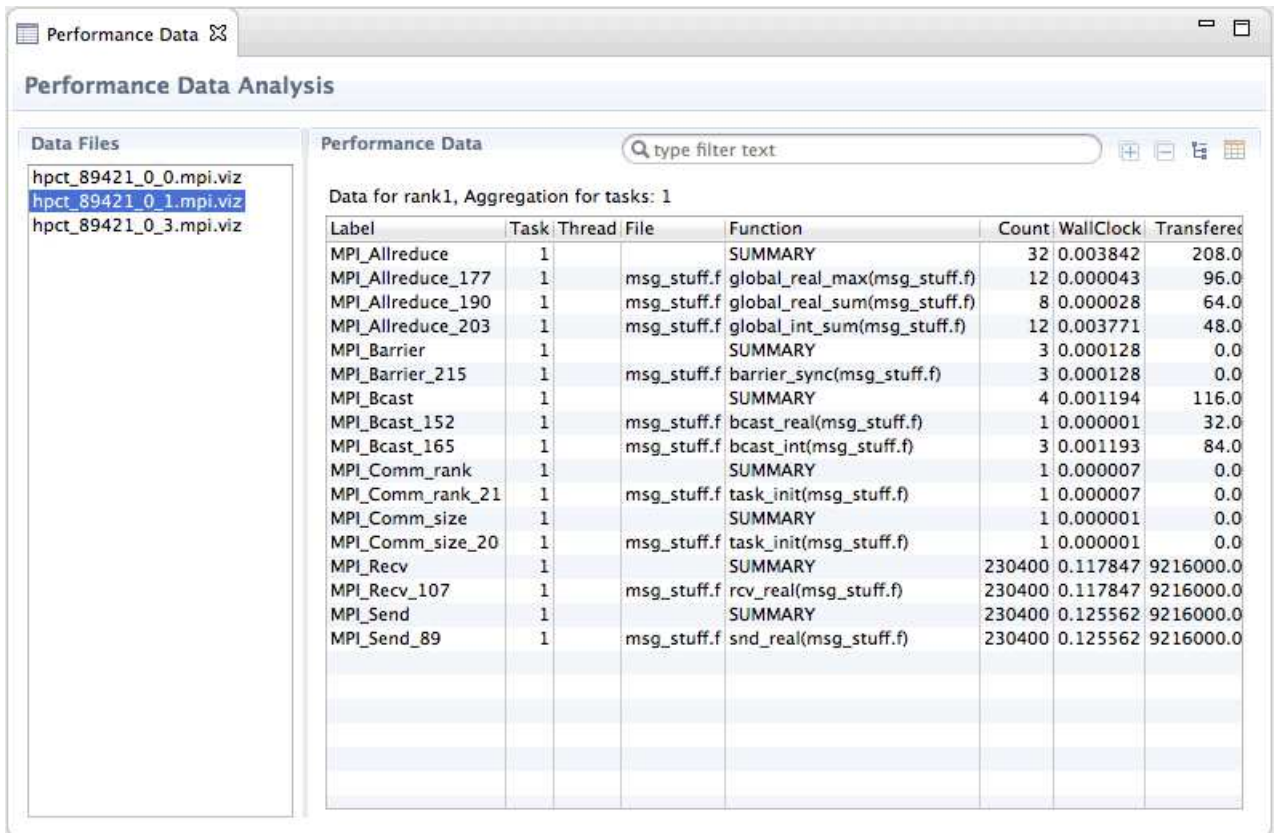 Performance Data
Performance Data Analysis
Data Files
hpct_89421_0_0.mpi.viz
hpct_89421_0_1.mpi.viz
hpct_89421_0_3.mpi.viz
Performance Data
type filter text
Data for rank1, Aggregation for tasks: 1
Label Task Thread File Function Count WallClock Transfered
MPI_Allreduce 1 SUMMARY 32 0.003842 208.0
MPI_Allreduce_177 1 msg_stuff.f global_real_max(msg_stuff.f) 12 0.000043 96.0
MPI_Allreduce_190 1 msg_stuff.f global_real_sum(msg_stuff.f) 8 0.000028 64.0
MPI_Allreduce_203 1 msg_stuff.f global_int_sum(msg_stuff.f) 12 0.003771 48.0
MPI_Barrier 1 SUMMARY 3 0.000128 0.0
MPI_Barrier_215 1 msg_stuff.f barrier_sync(msg_stuff.f) 3 0.000128 0.0
MPI_Bcast 1 SUMMARY 4 0.001194 116.0
MPI_Bcast_152 1 msg_stuff.f bcast_real(msg_stuff.f) 1 0.000001 32.0
MPI_Bcast_165 1 msg_stuff.f bcast_int(msg_stuff.f) 3 0.001193 84.0
MPI_Comm_rank 1 SUMMARY 1 0.000007 0.0
MPI_Comm_rank_21 1 msg_stuff.f task_init(msg_stuff.f) 1 0.000007 0.0
MPI_Comm_size 1 SUMMARY 1 0.000001 0.0
MPI_Comm_size_20 1 msg_stuff.f task_init(msg_stuff.f) 1 0.000001 0.0
MPI_Recv 1 SUMMARY 230400 0.117847 9216000.0
MPI_Recv_107 1 msg_stuff.f rcv_real(msg_stuff.f) 230400 0.117847 9216000.0
MPI_Send 1 SUMMARY 230400 0.125562 9216000.0
MPI_Send_89 1 msg_stuff.f snd_real(msg_stuff.f) 230400 0.125562 9216000.0